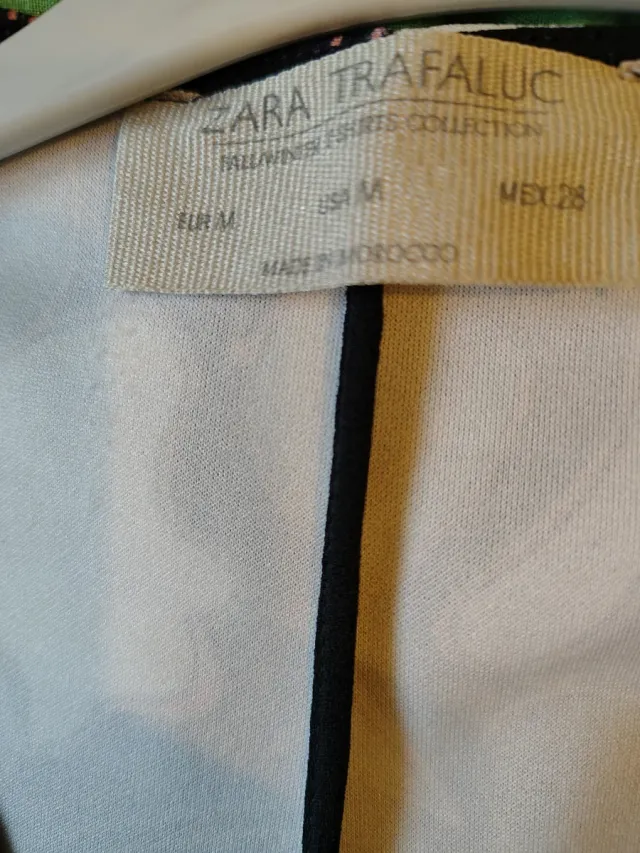 ZARA TRAFALUC
FALL/WINTER SHIRTS COLLECTION
EUR M USA M MEX 28
MADE IN MOROCCO